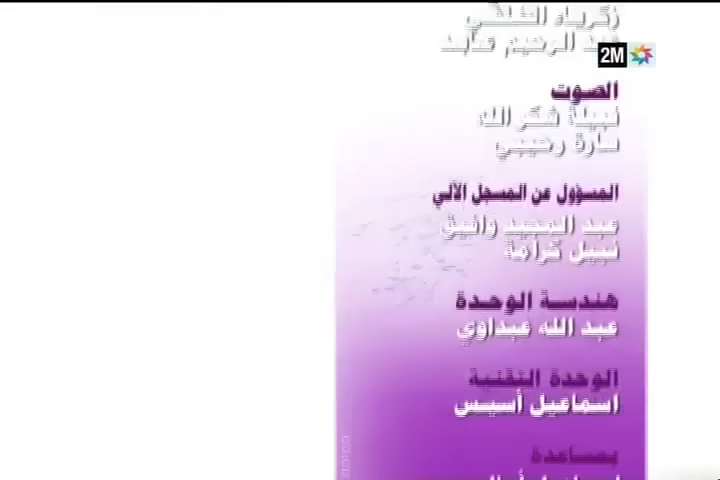 زكرياء
عبد الرحيم عابد
2M
الصوت
نبيلة شكر الله
سارة رحيبي
المسؤول عن المسجل الآلي
عبد المجيد وافيق
نبيل كرامة
هندسة الوحدة
عبد الله عبداوي
الوحدة التقنية
اسماعيل أسيس
بمساعدة